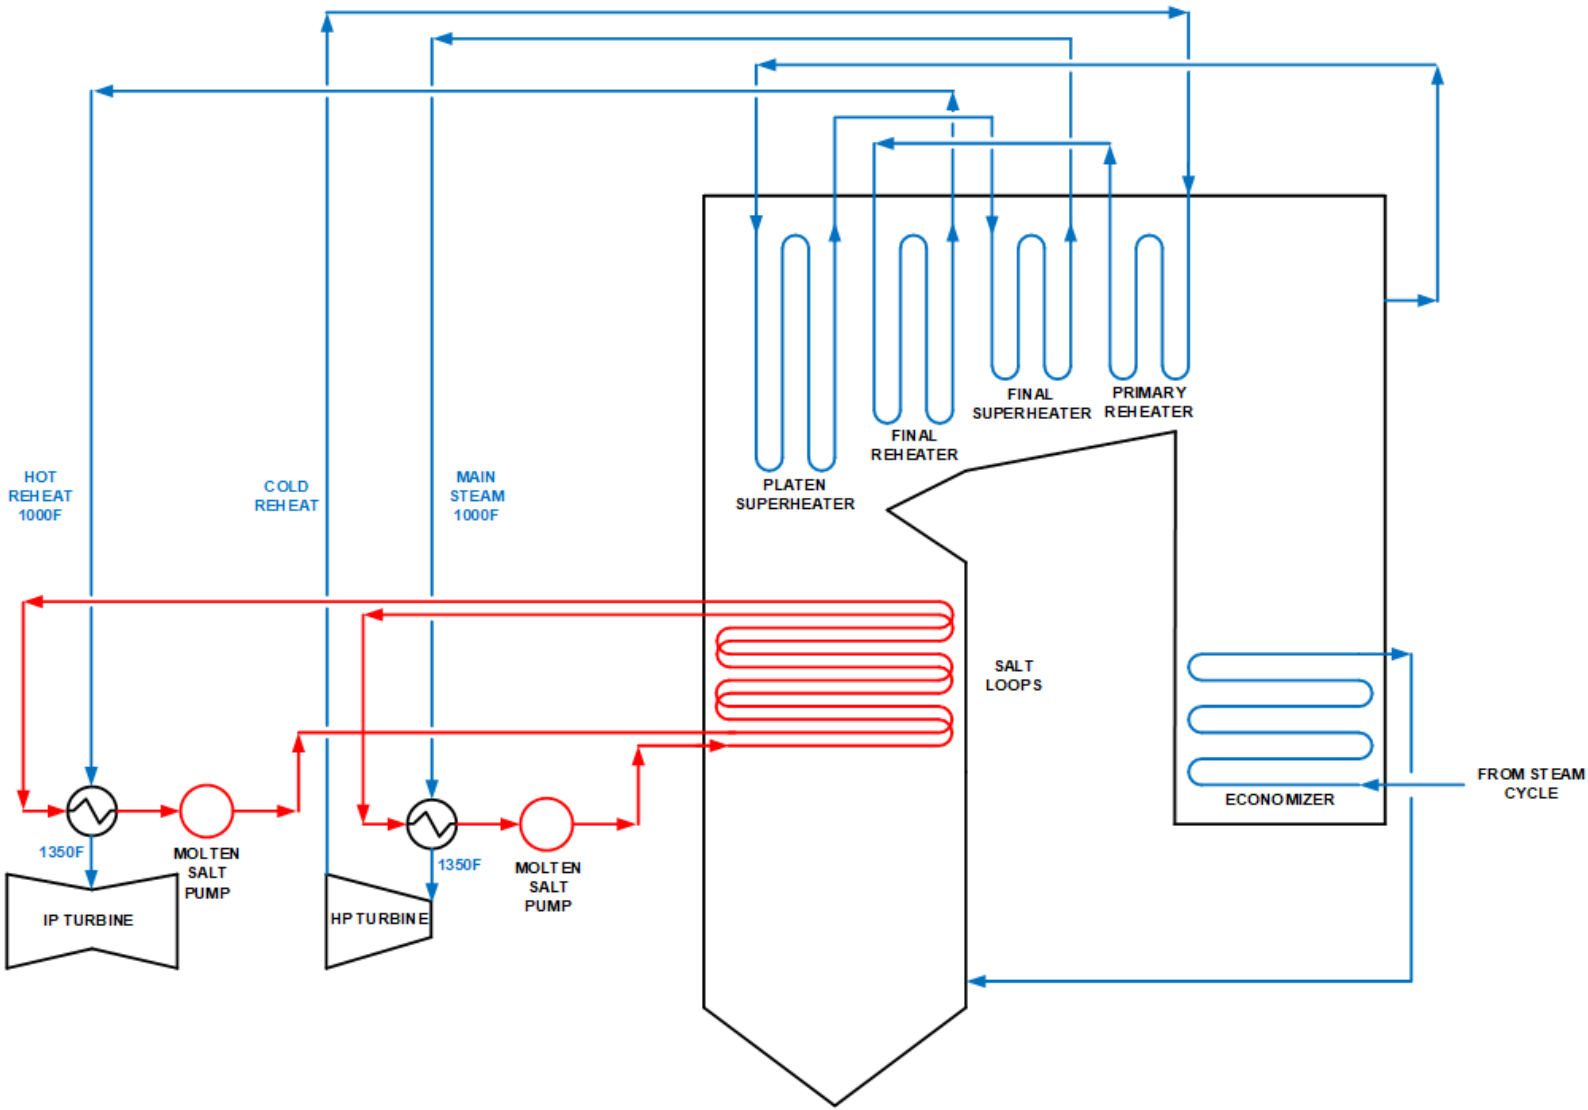 FINAL
SUPERHEATER
PRIMARY
REHEATER
FINAL
REHEATER
PLATEN
SUPERHEATER
HOT
REHEAT
1000F
COLD
REHEAT
MAIN
STEAM
1000F
SALT
LOOPS
FROM STEAM
CYCLE
ECONOMIZER
1350F
MOLTEN
SALT
PUMP
1350F
MOLTEN
SALT
PUMP
IP TURBINE
HP TURBINE